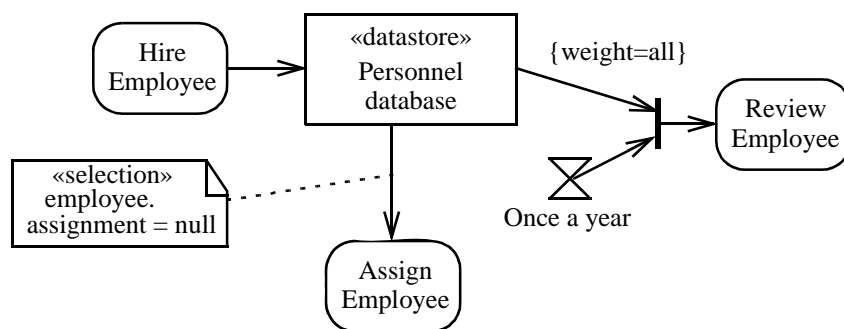 Hire
Employee
«datastore»
Personnel
database
{weight=all}
Review
Employee
«selection»
employee.
assignment = null
Once a year
Assign
Employee